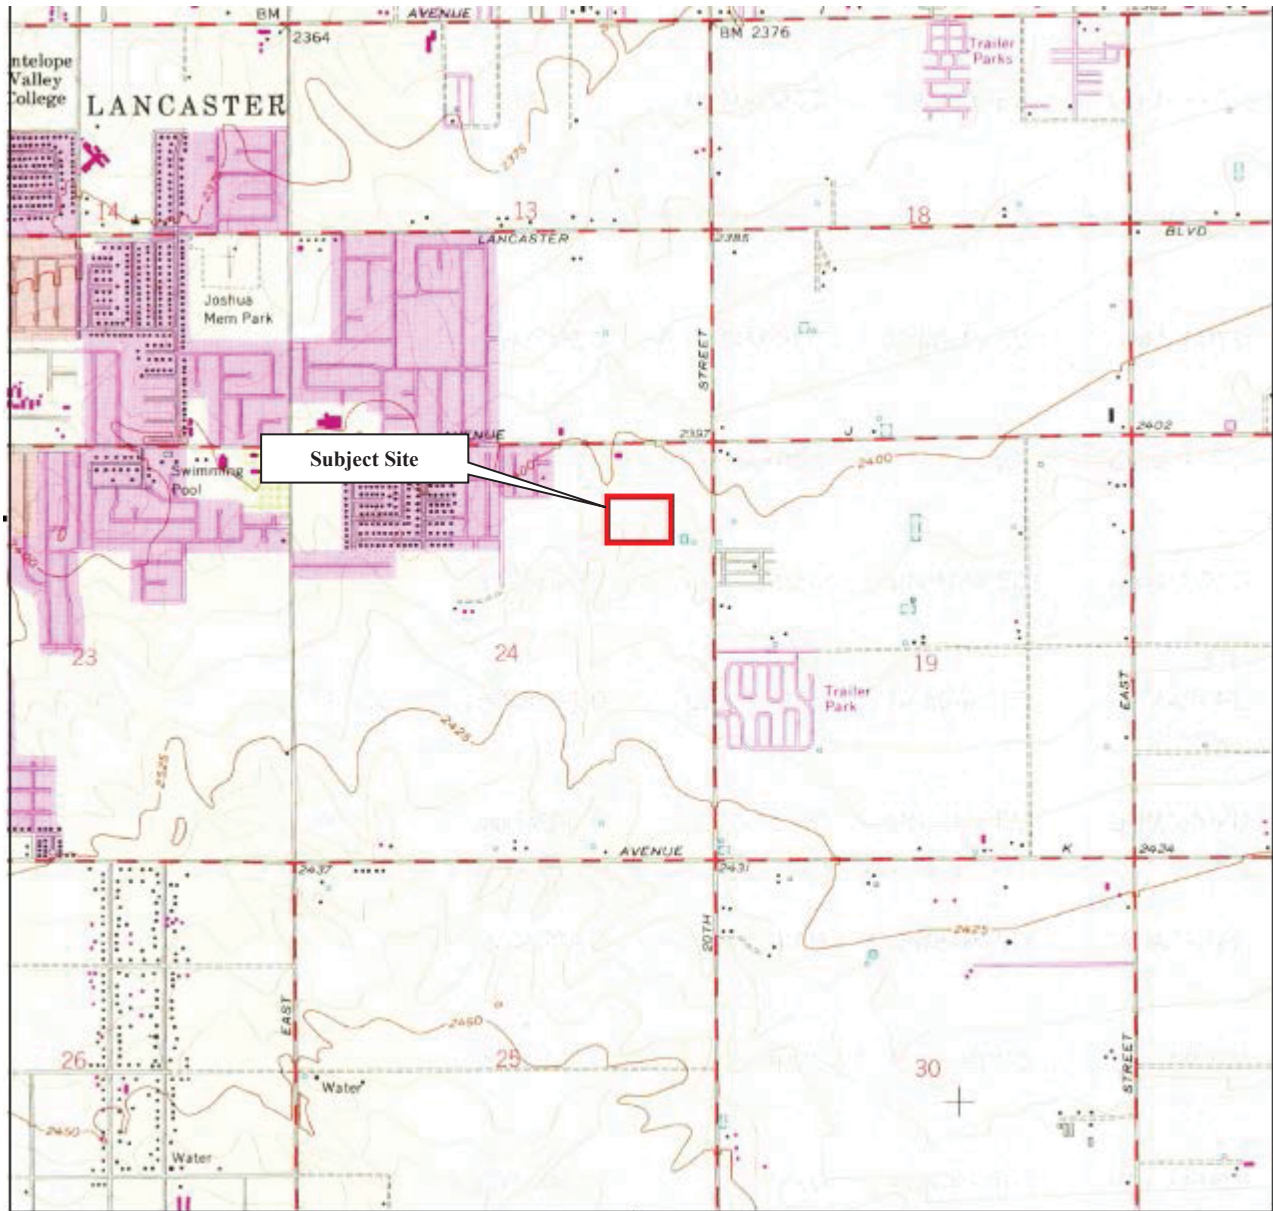 BM
AVENUE
2364
BM 2376
Trailer
Parks
ntelope
Valley
College
LANCASTER
2375
14
13
18
LANCASTER
2385
BLVD
Joshua
Mem Park
STREET
AVENUE
2397
J
2402
Subject Site
2400
Swimming
Pool
2400
23
24
19
Trailer
Park
EAST
2425
2525
AVENUE
K
2434
2437
2431
20TH
2425
EAST
2450
26
25
30
STREET
Water
2450
Water